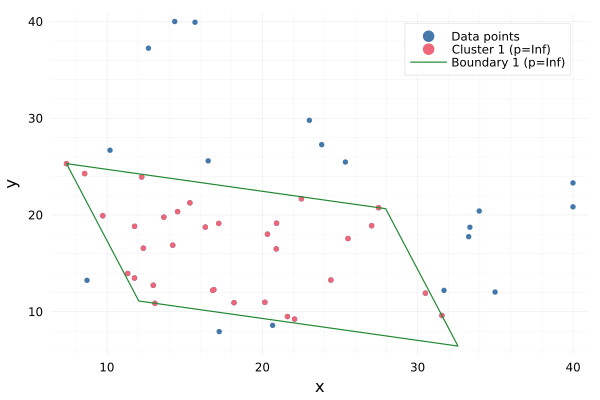 40
Data points
Cluster 1 (p=Inf)
Boundary 1 (p=Inf)
30
y
20
10
10 20 30 40
x